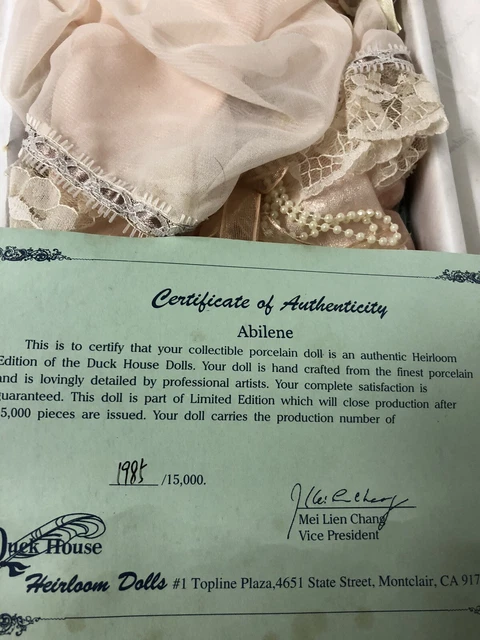 Certificate of Authenticity
Abilene
This is to certify that your collectible porcelain doll is an authentic Heirloom
Edition of the Duck House Dolls. Your doll is hand crafted from the finest porcelain
and is lovingly detailed by professional artists. Your complete satisfaction is
guaranteed. This doll is part of Limited Edition which will close production after
15,000 pieces are issued. Your doll carries the production number of
1985 /15,000.
Mei Lien Chang
Vice President
Duck House
Heirloom Dolls #1 Topline Plaza,4651 State Street, Montclair, CA 917